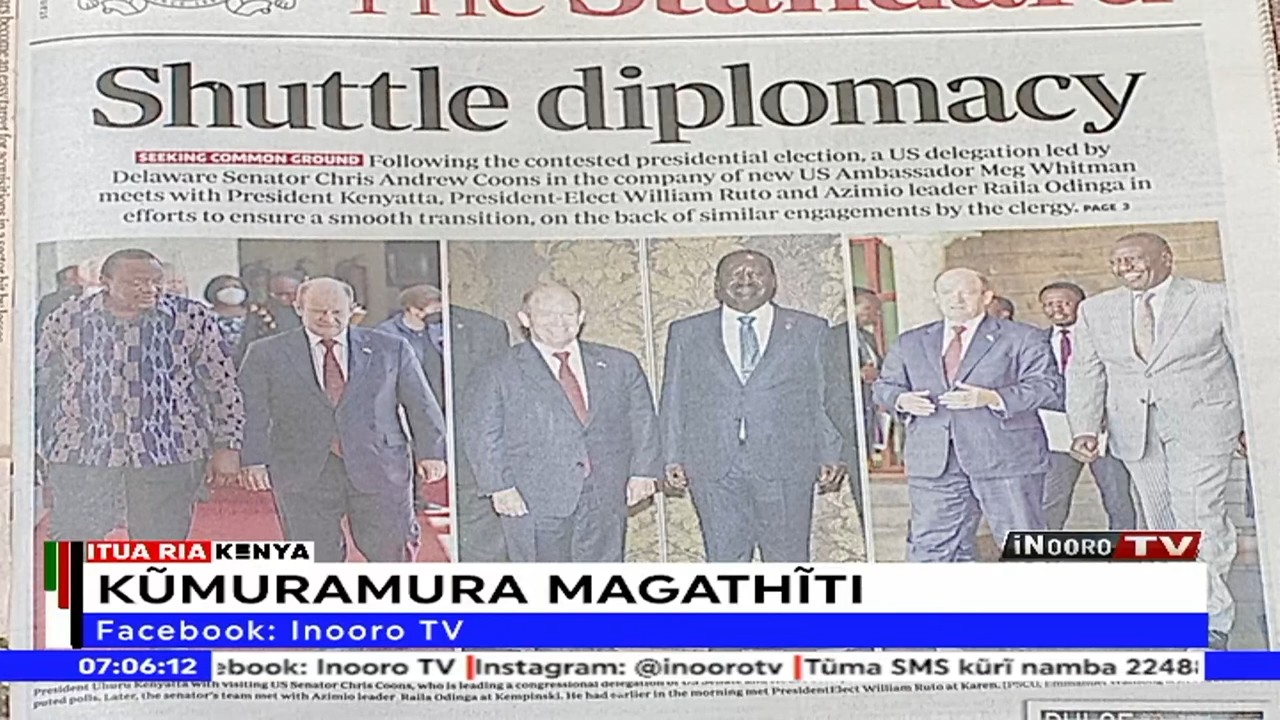 The Standard
Shuttle diplomacy
SEEKING COMMON GROUND Following the contested presidential election, a US delegation led by
Delaware Senator Chris Andrew Coons in the company of new US Ambassador Meg Whitman
meets with President Kenyatta, President-Elect William Ruto and Azimio leader Raila Odinga in
efforts to ensure a smooth transition, on the back of similar engagements by the clergy. PAGE 3
iNOORO TV
ITUA RIA KENYA
KŨMURAMURA MAGATHĨTI
Facebook: Inooro TV
07:06:12 ebook: Inooro TV |Instagram: @inoorotv |Tũma SMS kũrĩ namba 2248
President Uhuru Kenyatta with visiting US Senator Chris Coons, who is leading a congressional delegation
puted polls. Later, the senator's team met with Azimio leader Raila Odinga at Kempinski. He had earlier in the morning met President Elect William Ruto at Karen.